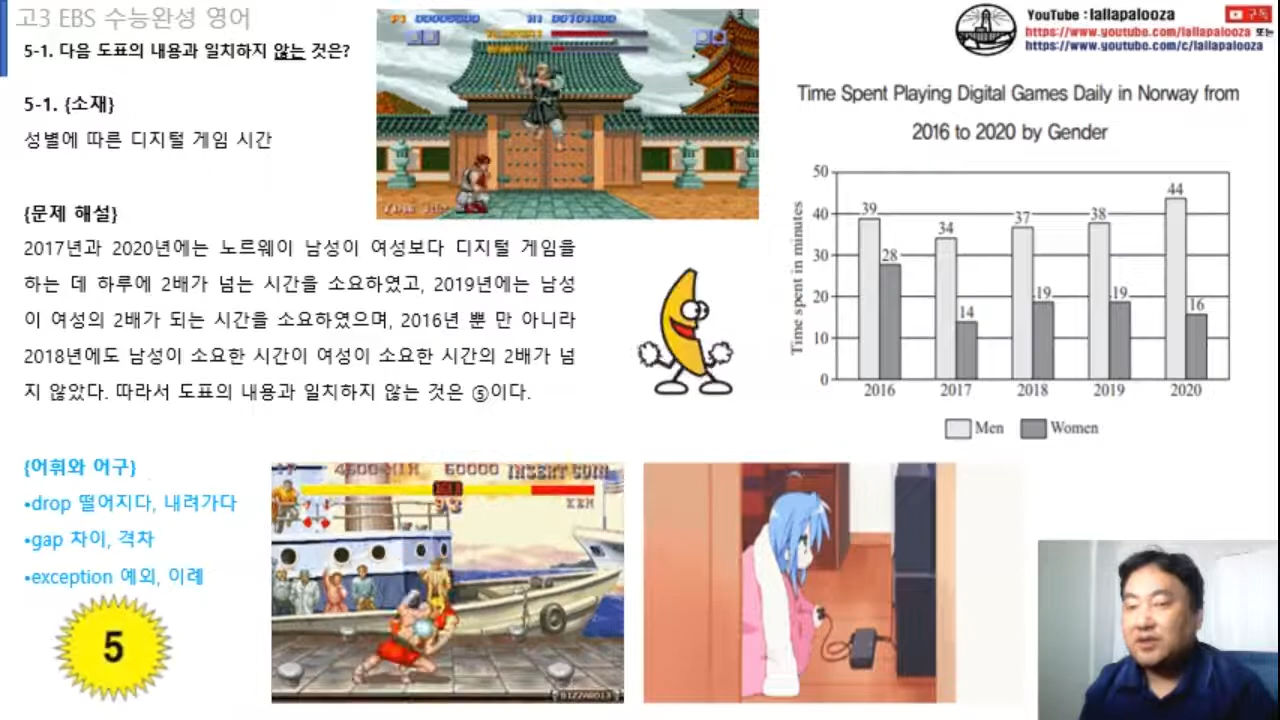 고3 EBS 수능완성 영어
5-1. 다음 도표의 내용과 일치하지 않는 것은?
5-1. {소재}
성별에 따른 디지털 게임 시간
{문제 해설}
2017년과 2020년에는 노르웨이 남성이 여성보다 디지털 게임을
하는 데 하루에 2배가 넘는 시간을 소요하였고, 2019년에는 남성
이 여성의 2배가 되는 시간을 소요하였으며, 2016년 뿐 만 아니라
2018년에도 남성이 소요한 시간이 여성이 소요한 시간의 2배가 넘
지 않았다. 따라서 도표의 내용과 일치하지 않는 것은 ⑤이다.
{어휘와 어구}
•drop 떨어지다, 내려가다
•gap 차이, 격차
•exception 예외, 이례
5
YouTube : lallapalooza
구독
https://www.youtube.com/lallapalooza 또는
https://www.youtube.com/c/lallapalooza
Time Spent Playing Digital Games Daily in Norway from
2016 to 2020 by Gender
Time spent in minutes
50
40
30
20
10
0
39
28
34
14
37
19
38
19
44
16
2016 2017 2018 2019 2020
Men Women
60000 INSERT COIN
KEN